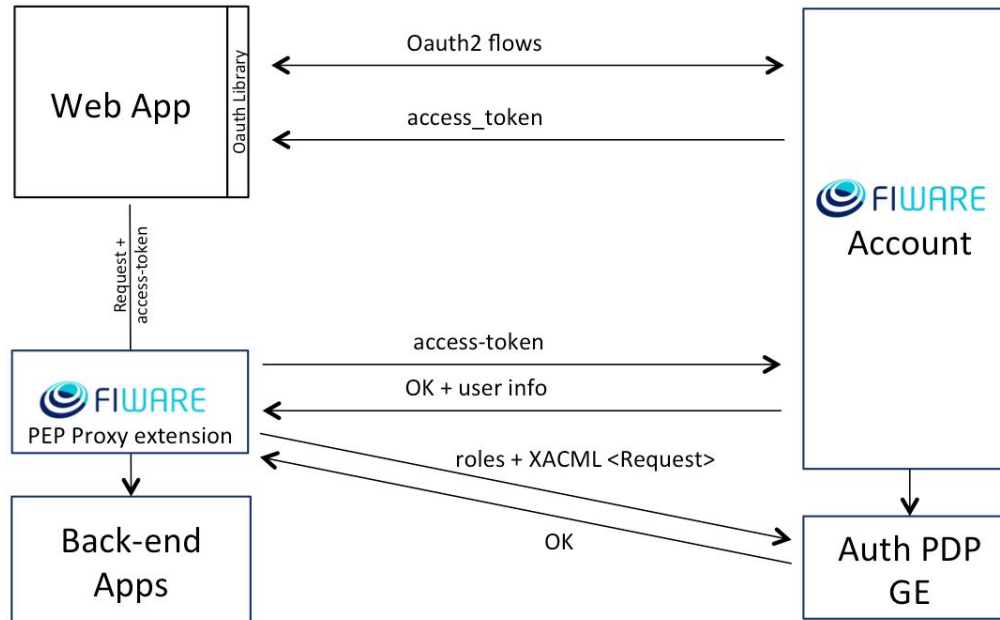 Oauth2 flows
Web App
Oauth Library
access_token
FIWARE
Account
Request +
access-token
access-token
OK + user info
FIWARE
PEP Proxy extension
roles + XACML <Request>
OK
Back-end
Apps
Auth PDP
GE